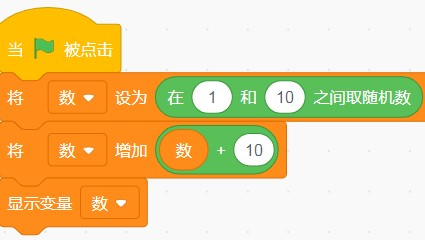 当 被点击
将 数 设为 在 1 和 10 之间取随机数
将 数 增加 数 + 10
显示变量 数